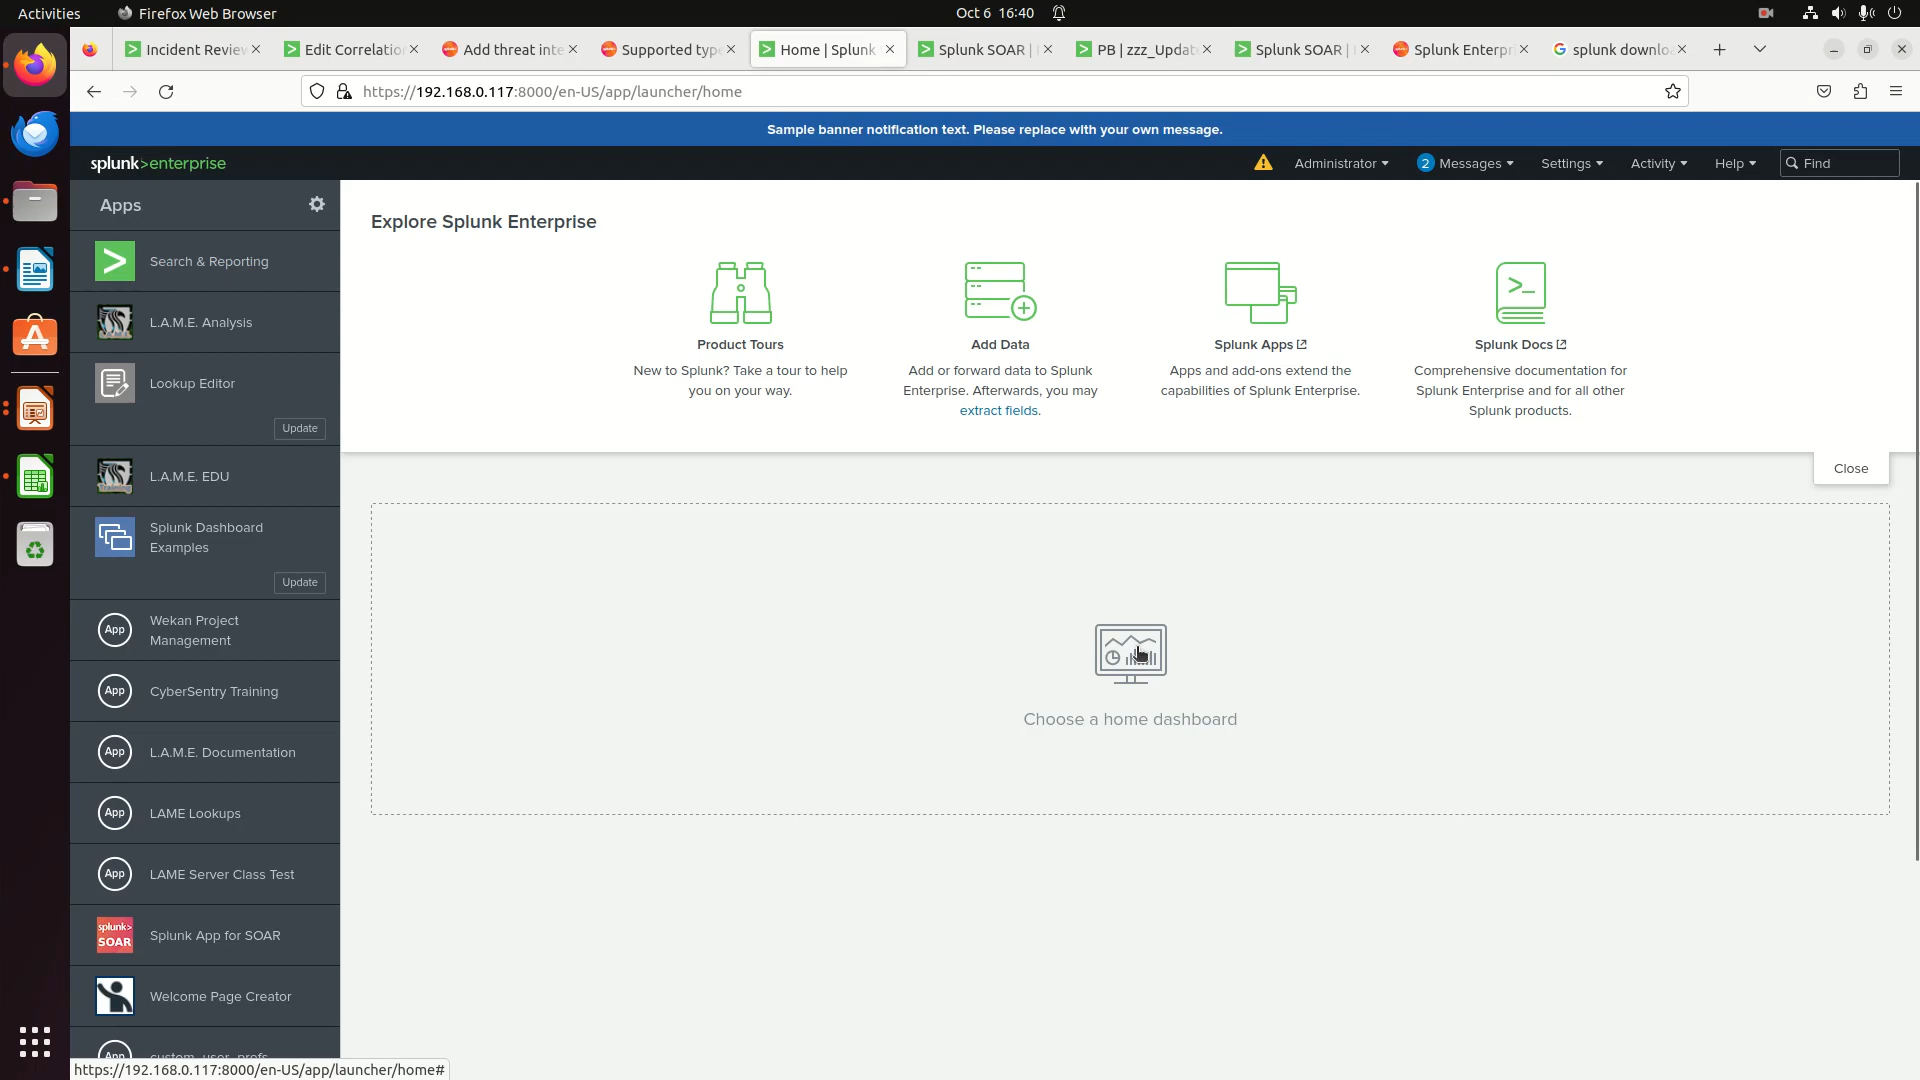 Activities
Firefox Web Browser
Oct 6 16:40
Incident Review
Edit Correlatio
Add threat inte
Supported type
Home | Splunk
Splunk SOAR |
PB | zzz_Updat
Splunk SOAR |
Splunk Enterpri
splunk downlo
https://192.168.0.117:8000/en-US/app/launcher/home
Sample banner notification text. Please replace with your own message.
splunk>enterprise
Administrator
2 Messages
Settings
Activity
Help
Find
Apps
Search & Reporting
L.A.M.E. Analysis
Lookup Editor
Update
L.A.M.E. EDU
Splunk Dashboard
Examples
Update
App
Wekan Project
Management
App
CyberSentry Training
App
L.A.M.E. Documentation
App
LAME Lookups
App
LAME Server Class Test
splunk>
SOAR
Splunk App for SOAR
Welcome Page Creator
App
custom_user_prefs
Explore Splunk Enterprise
Product Tours
New to Splunk? Take a tour to help
you on your way.
Add Data
Add or forward data to Splunk
Enterprise. Afterwards, you may
extract fields.
Splunk Apps
Apps and add-ons extend the
capabilities of Splunk Enterprise.
Splunk Docs
Comprehensive documentation for
Splunk Enterprise and for all other
Splunk products.
Close
Choose a home dashboard
https://192.168.0.117:8000/en-US/app/launcher/home#